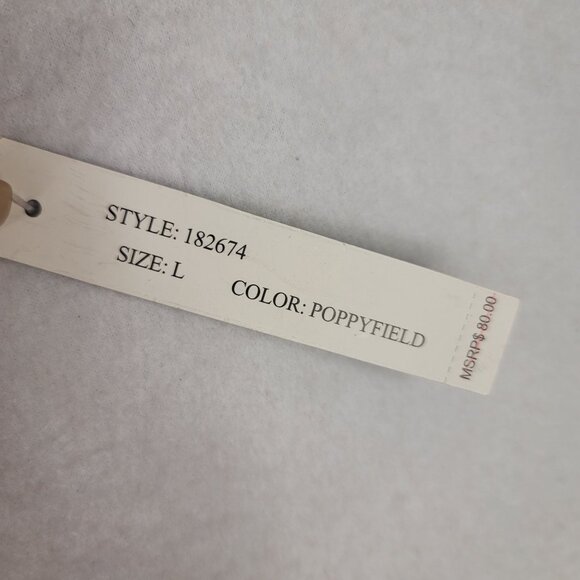 STYLE: 182674
SIZE: L
COLOR: POPPYFIELD
MSRP$ 80.00